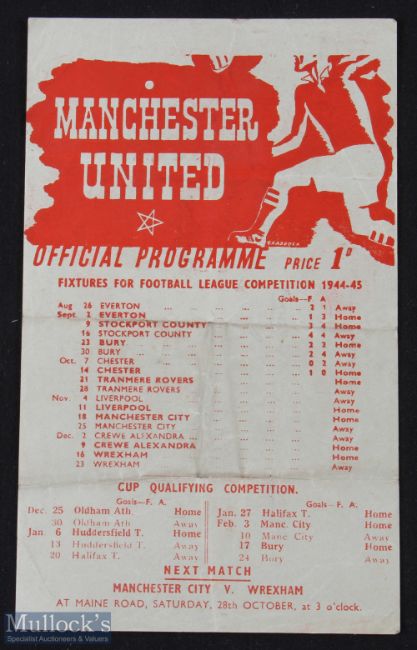 MANCHESTER
UNITED
OFFICIAL PROGRAMME PRICE 1D
FIXTURES FOR FOOTBALL LEAGUE COMPETITION 1944-45
Goals—F A
Aug 26 EVERTON ... ... ... ... 2 1 Away
Sept. 2 EVERTON ... ... ... ... 1 3 Home
9 STOCKPORT COUNTY ... ... ... 3 4 Home
16 STOCKPORT COUNTY ... ... ... 4 4 Away
23 BURY ... ... ... ... 2 2 Home
30 BURY ... ... ... ... 2 4 Away
Oct. 7 CHESTER ... ... ... ... 0 2 Away
14 CHESTER ... ... ... ... 1 0 Home
21 TRANMERE ROVERS ... ... ... Home
28 TRANMERE ROVERS ... ... ... Away
Nov. 4 LIVERPOOL ... ... ... ... Away
11 LIVERPOOL ... ... ... ... Home
18 MANCHESTER CITY ... ... ... Home
25 MANCHESTER CITY ... ... ... Away
Dec. 2 CREWE ALEXANDRA ... ... ... Away
9 CREWE ALEXANDRA ... ... ... Home
16 WREXHAM ... ... ... ... Home
23 WREXHAM ... ... ... ... Away
CUP QUALIFYING COMPETITION.
Goals—F. A.
Dec. 25 Oldham Ath. Home
30 Oldham Ath Away
Jan. 6 Huddersfield T. Home
13 Huddersfield T. Away
20 Halifax T. Away
Goals—F. A.
Jan. 27 Halifax T. Home
Feb. 3 Manc. City Home
10 Manc City Away
17 Bury Home
24 Bury Away
NEXT MATCH
MANCHESTER CITY V. WREXHAM
AT MAINE ROAD, SATURDAY, 28th OCTOBER, at 3 o'clock.
Mullock's
Specialist Auctioneers & Valuers